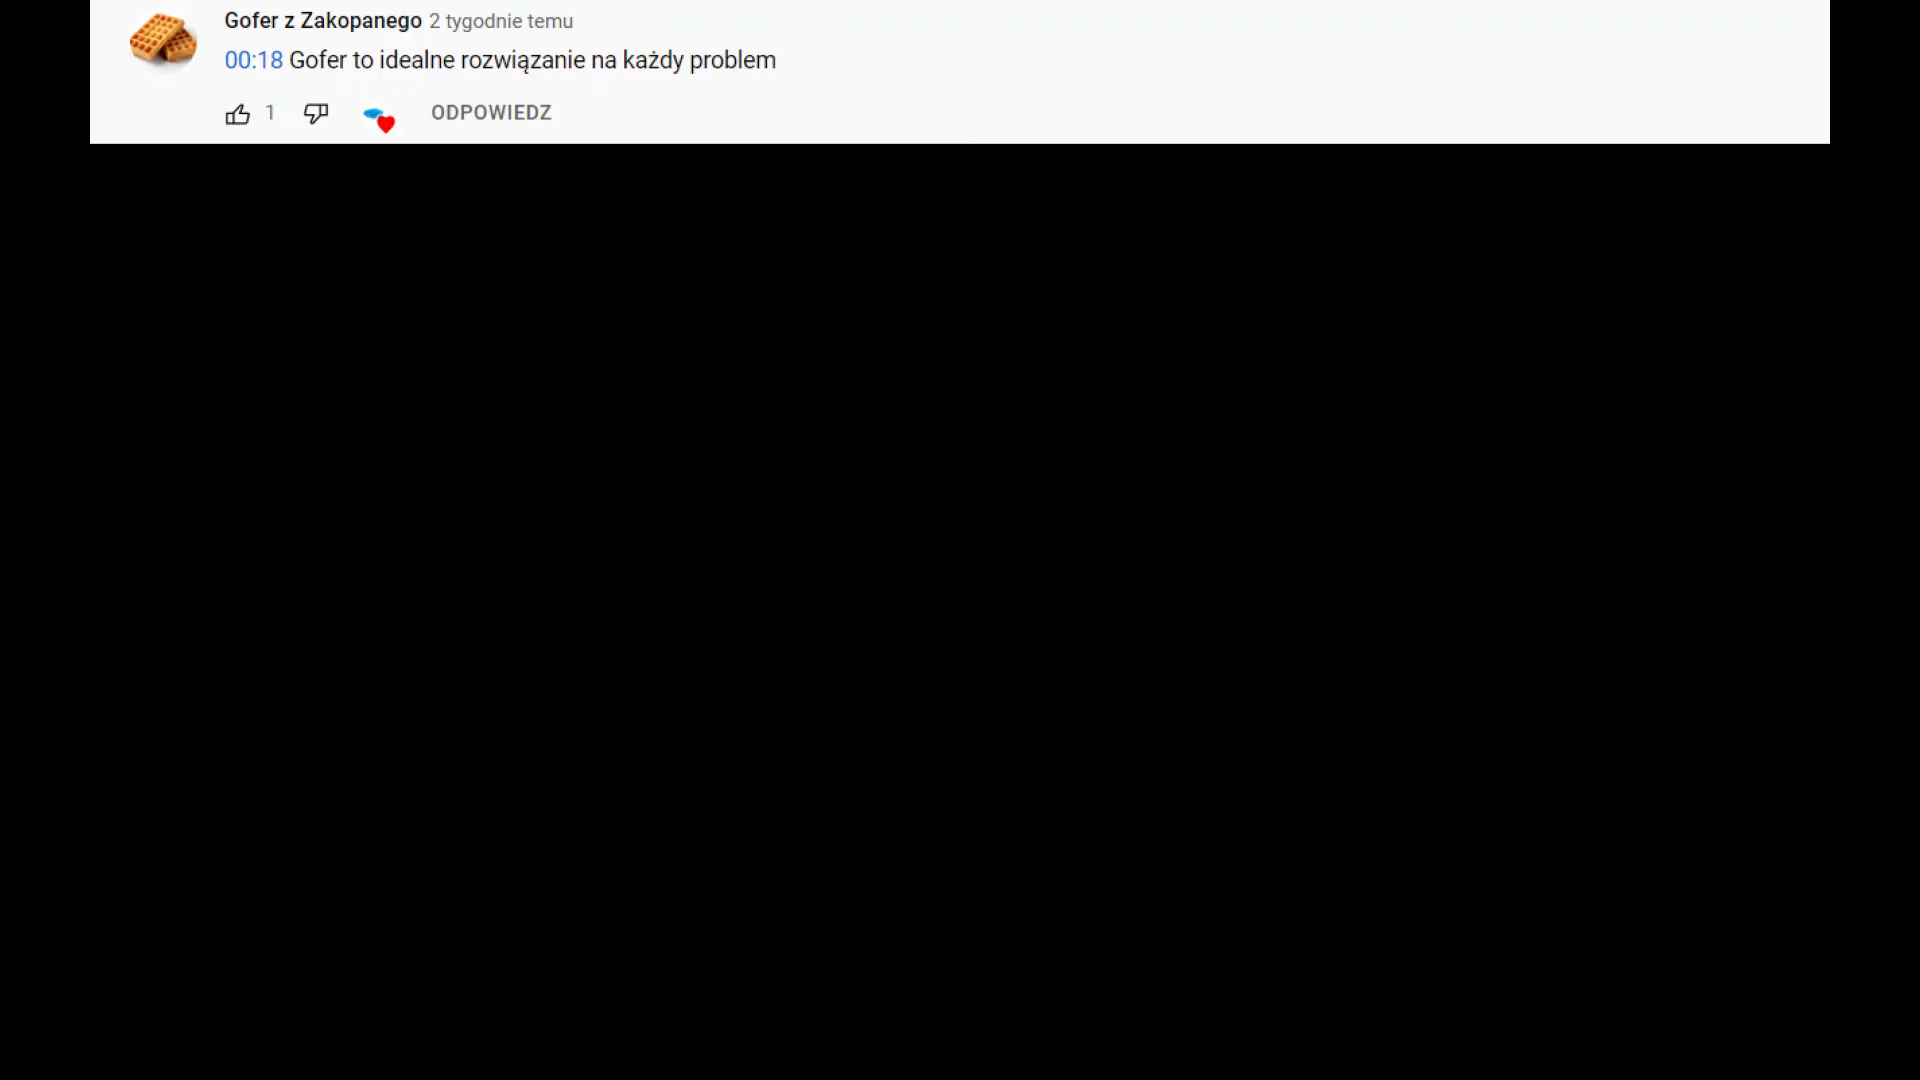 Gofer z Zakopanego 2 tygodnie temu
00:18 Gofer to idealne rozwiązanie na każdy problem
1 ODPOWIEDZ